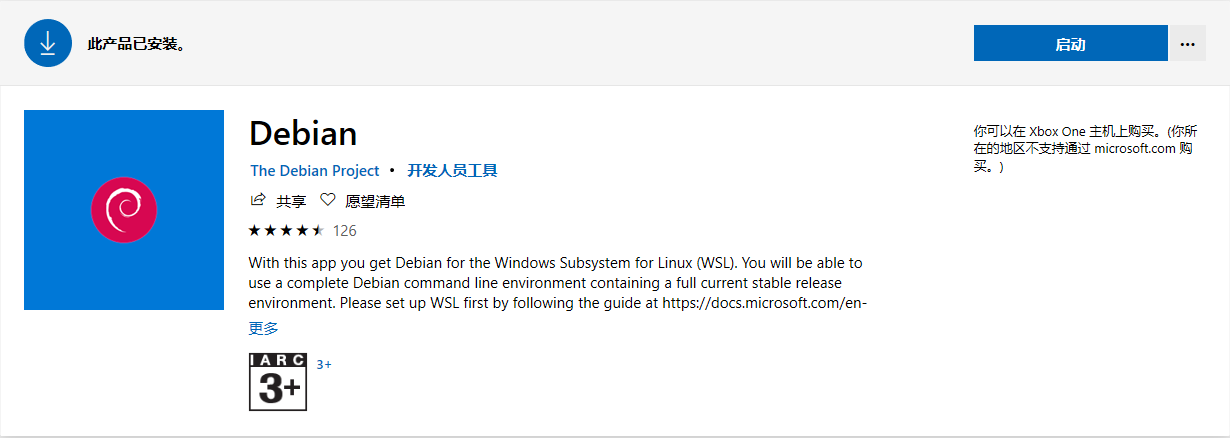 此产品已安装。
启动
Debian
The Debian Project • 开发人员工具
共享 愿望清单
126
With this app you get Debian for the Windows Subsystem for Linux (WSL). You will be able to
use a complete Debian command line environment containing a full current stable release
environment. Please set up WSL first by following the guide at https://docs.microsoft.com/en-
更多
IARC
3+
3+
你可以在 Xbox One 主机上购买。(你所
在的地区不支持通过 microsoft.com 购
买。)